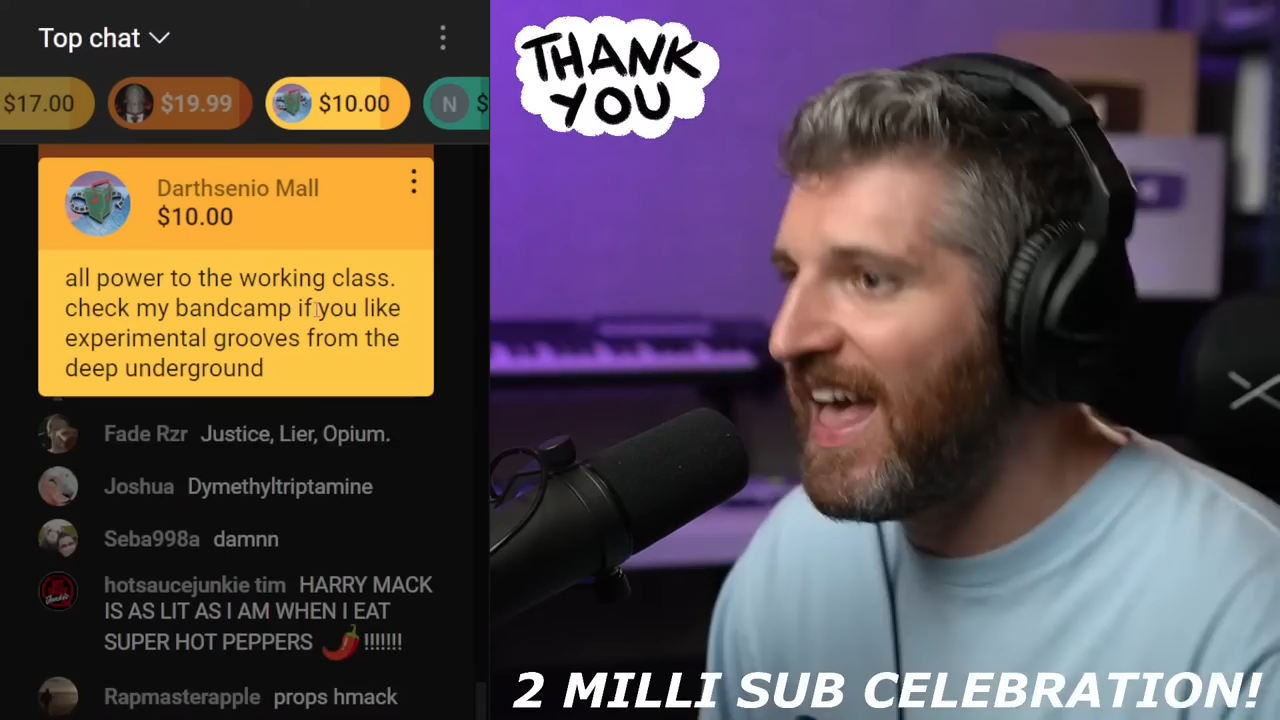 Top chat
$17.00
$19.99
$10.00
N $
Darthsenio Mall
$10.00
all power to the working class.
check my bandcamp if you like
experimental grooves from the
deep underground
Fade Rzr Justice, Lier, Opium.
Joshua Dymethyltriptamine
Seba998a damnn
hotsaucejunkie tim HARRY MACK
IS AS LIT AS I AM WHEN I EAT
SUPER HOT PEPPERS 🌶️ !!!!!!!
Rapmasterapple props hmack
THANK
YOU
2 MILLI SUB CELEBRATION!